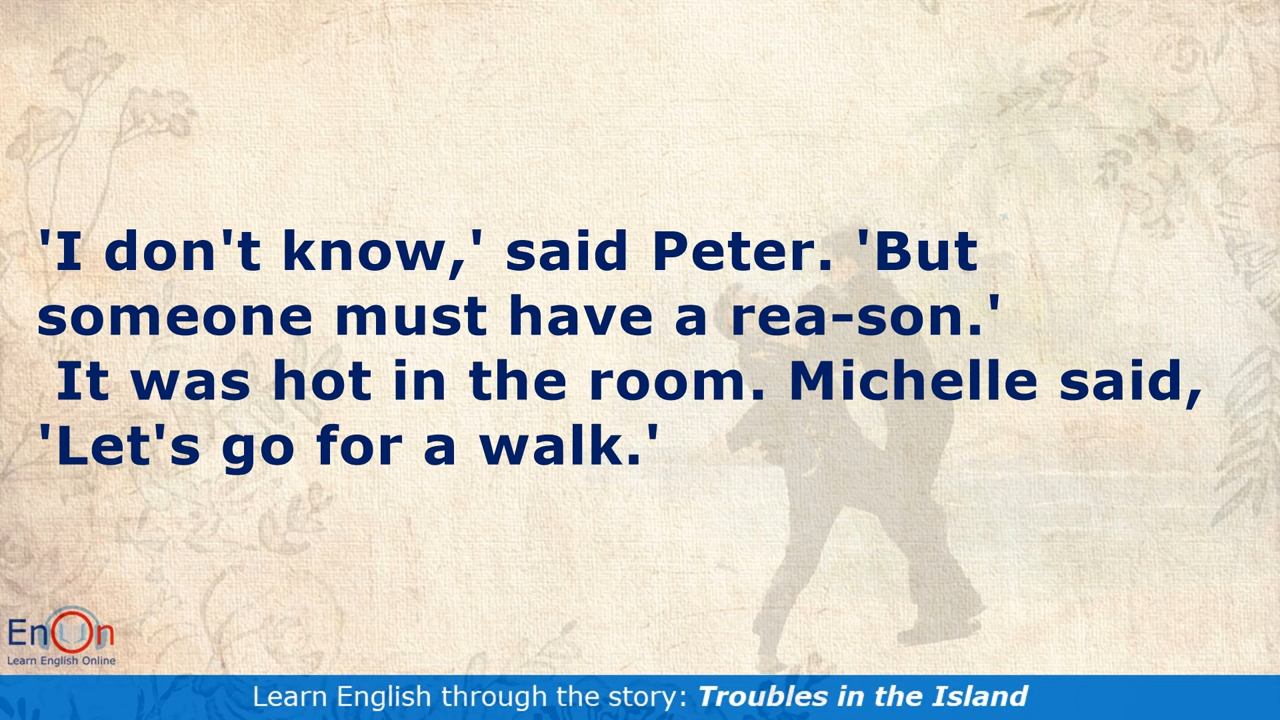 'I don't know,' said Peter. 'But
someone must have a rea-son.'
It was hot in the room. Michelle said,
'Let's go for a walk.'
EnOn
Learn English Online
Learn English through the story: Troubles in the Island